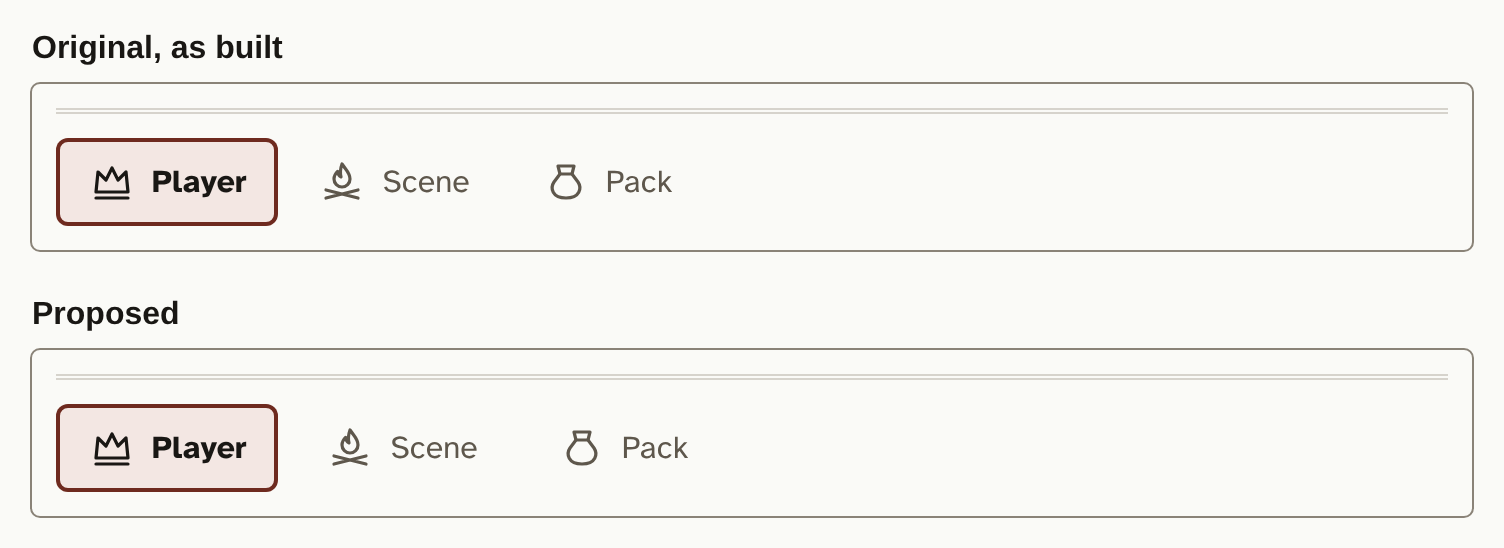 Original, as built
Player Scene Pack
Proposed
Player Scene Pack